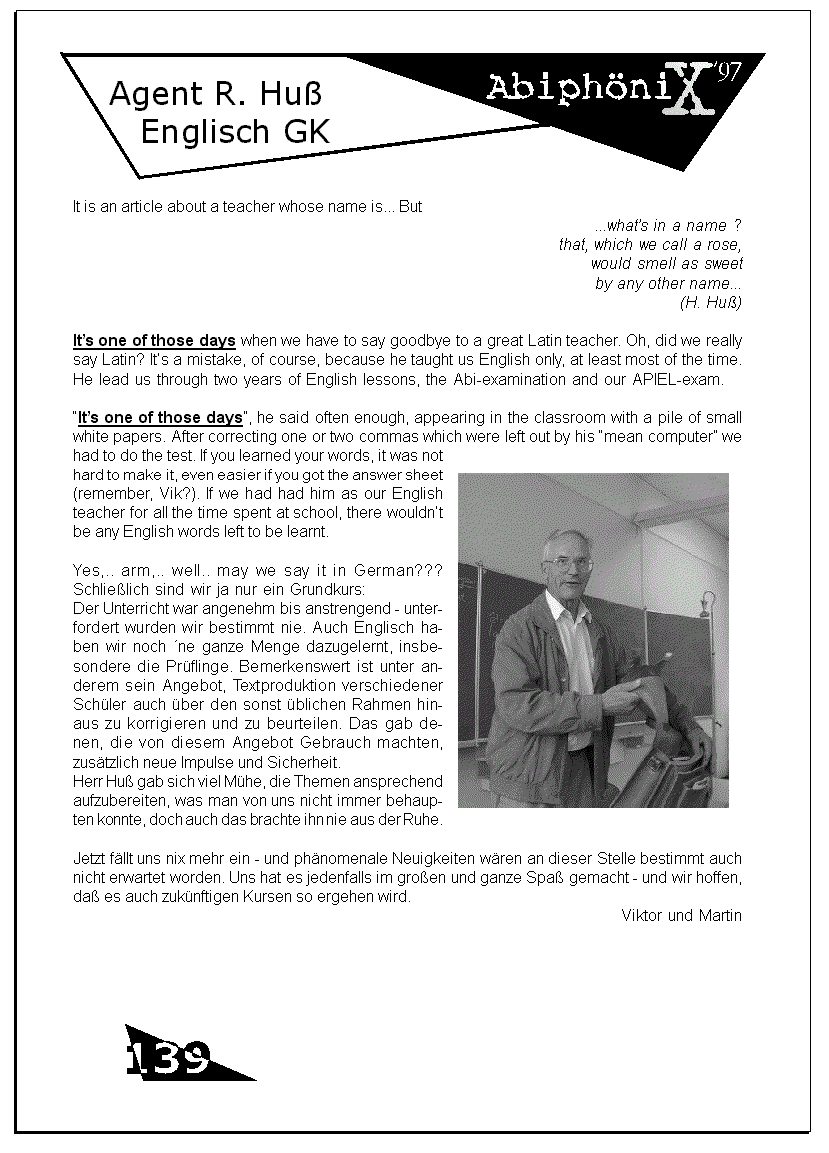 Agent R. Huß
Englisch GK
AbiphöniX '97
It is an article about a teacher whose name is... But
...what's in a name ?
that, which we call a rose,
would smell as sweet
by any other name...
(H. Huß)
It's one of those days when we have to say goodbye to a great Latin teacher. Oh, did we really
say Latin? It's a mistake, of course, because he taught us English only, at least most of the time.
He lead us through two years of English lessons, the Abi-examination and our APIEL-exam.
"It's one of those days", he said often enough, appearing in the classroom with a pile of small
white papers. After correcting one or two commas which were left out by his "mean computer" we
had to do the test. If you learned your words, it was not
hard to make it, even easier if you got the answer sheet
(remember, Vik?). If we had had him as our English
teacher for all the time spent at school, there wouldn't
be any English words left to be learnt.
Yes,.. arm,.. well.. may we say it in German???
Schließlich sind wir ja nur ein Grundkurs:
Der Unterricht war angenehm bis anstrengend - unter-
fordert wurden wir bestimmt nie. Auch Englisch ha-
ben wir noch ´ne ganze Menge dazugelernt, insbe-
sondere die Prüflinge. Bemerkenswert ist unter an-
derem sein Angebot, Textproduktion verschiedener
Schüler auch über den sonst üblichen Rahmen hin-
aus zu korrigieren und zu beurteilen. Das gab de-
nen, die von diesem Angebot Gebrauch machten,
zusätzlich neue Impulse und Sicherheit.
Herr Huß gab sich viel Mühe, die Themen ansprechend
aufzubereiten, was man von uns nicht immer behaup-
ten konnte, doch auch das brachte ihn nie aus der Ruhe.
Jetzt fällt uns nix mehr ein - und phänomenale Neuigkeiten wären an dieser Stelle bestimmt auch
nicht erwartet worden. Uns hat es jedenfalls im großen und ganze Spaß gemacht - und wir hoffen,
daß es auch zukünftigen Kursen so ergehen wird.
Viktor und Martin
139